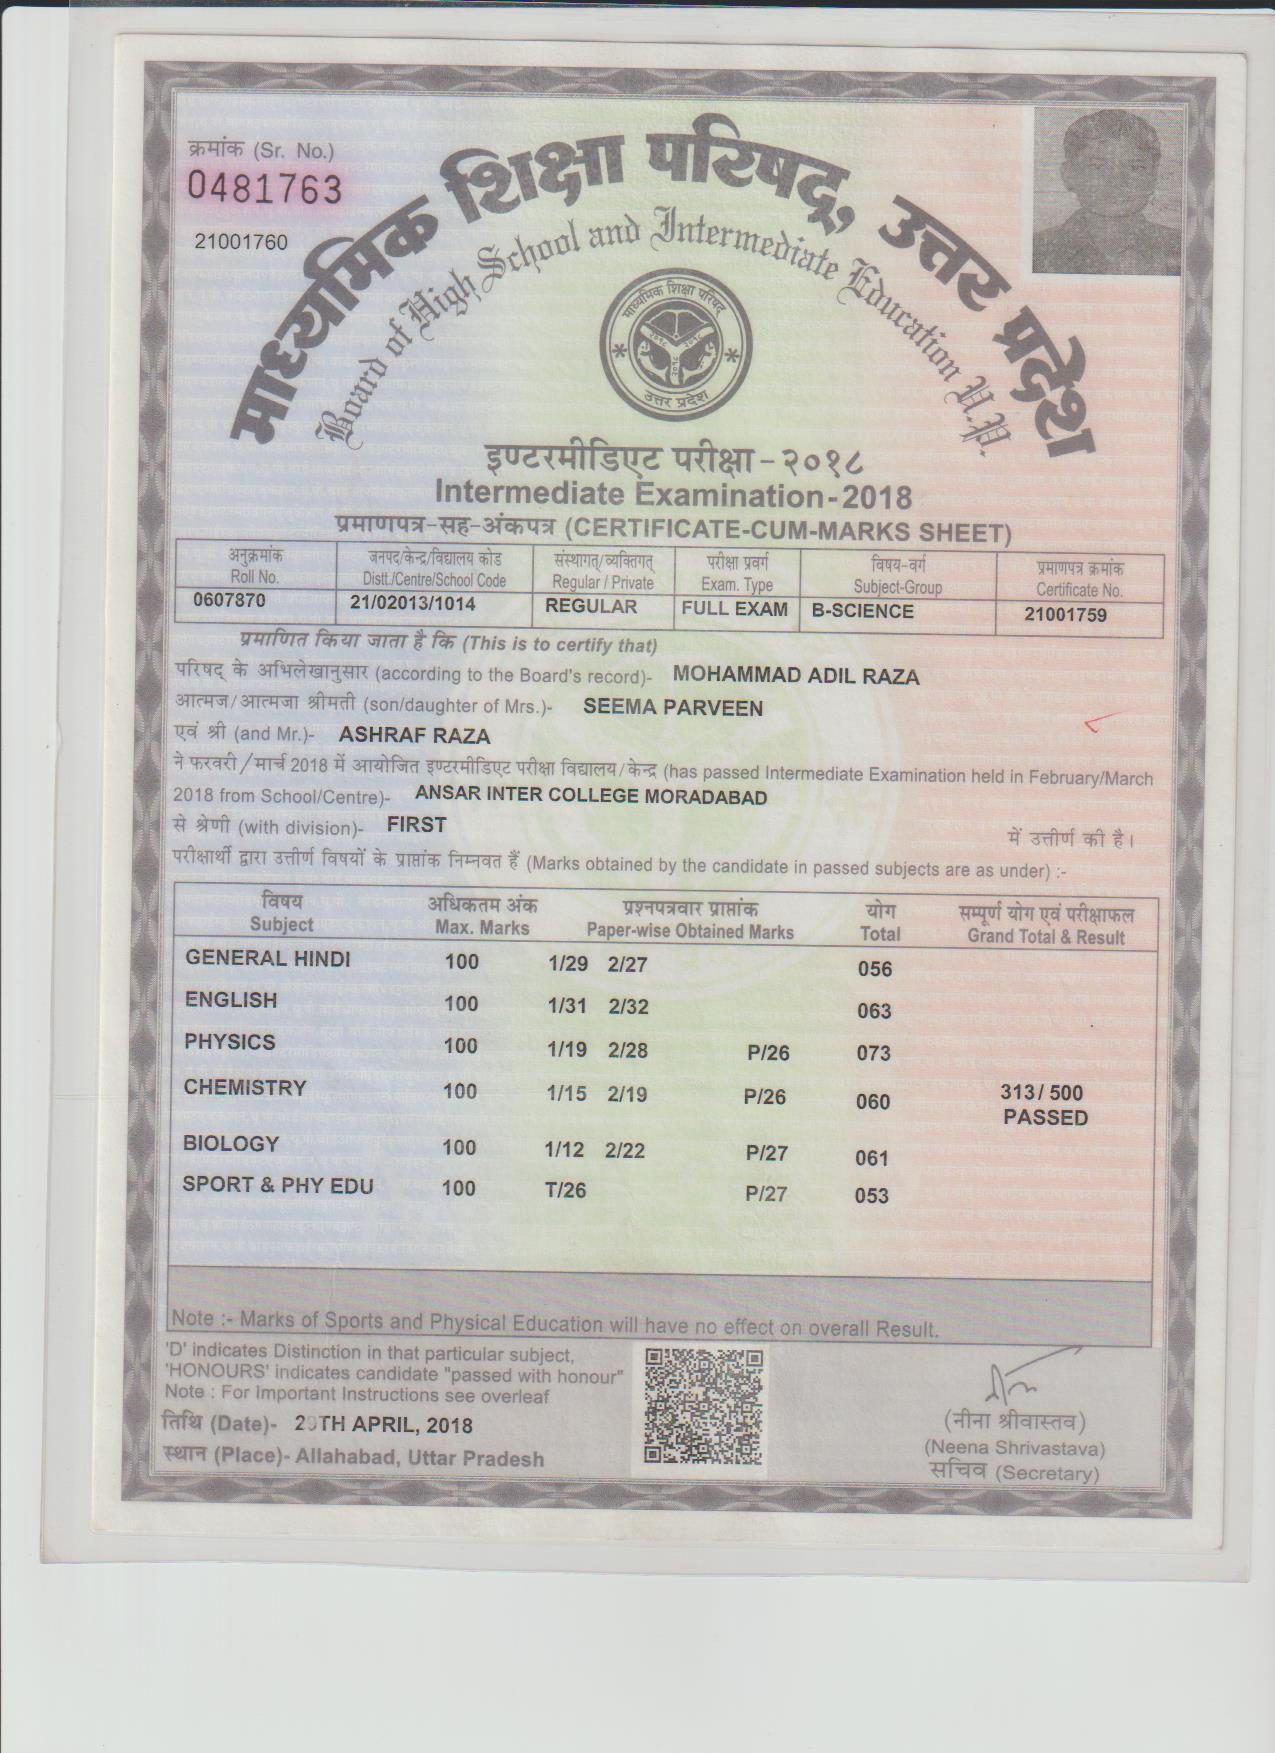 क्रमांक (Sr. No.)
0481763
21001760
माध्यमिक शिक्षा परिषद्, उत्तर प्रदेश
Board of High School and Intermediate Education U.P.
माध्यमिक शिक्षा परिषद
२०१८ २०१८
२०१८
उत्तर प्रदेश
इण्टरमीडिएट परीक्षा-२०१८
Intermediate Examination-2018
प्रमाणपत्र-सह-अंकपत्र (CERTIFICATE-CUM-MARKS SHEET)
अनुक्रमांक जनपद/केन्द्र/विद्यालय कोड संस्थागत्/व्यक्तिगत् परीक्षा प्रवर्ग विषय-वर्ग प्रमाणपत्र क्रमांक
Roll No. Distt./Centre/School Code Regular / Private Exam. Type Subject-Group Certificate No.
0607870 21/02013/1014 REGULAR FULL EXAM B-SCIENCE 21001759
प्रमाणित किया जाता है कि (This is to certify that)
परिषद् के अभिलेखानुसार (according to the Board's record)- MOHAMMAD ADIL RAZA
आत्मज/आत्मजा श्रीमती (son/daughter of Mrs.)- SEEMA PARVEEN
एवं श्री (and Mr.)- ASHRAF RAZA
ने फरवरी/मार्च 2018 में आयोजित इण्टरमीडिएट परीक्षा विद्यालय/केन्द्र (has passed Intermediate Examination held in February/March
2018 from School/Centre)- ANSAR INTER COLLEGE MORADABAD
से श्रेणी (with division)- FIRST में उत्तीर्ण की है।
परीक्षार्थी द्वारा उत्तीर्ण विषयों के प्राप्तांक निम्नवत हैं (Marks obtained by the candidate in passed subjects are as under) :-
विषय अधिकतम अंक प्रश्नपत्रवार प्राप्तांक योग सम्पूर्ण योग एवं परीक्षाफल
Subject Max. Marks Paper-wise Obtained Marks Total Grand Total & Result
GENERAL HINDI 100 1/29 2/27 056
ENGLISH 100 1/31 2/32 063
PHYSICS 100 1/19 2/28 P/26 073
CHEMISTRY 100 1/15 2/19 P/26 060 313/ 500
PASSED
BIOLOGY 100 1/12 2/22 P/27 061
SPORT & PHY EDU 100 T/26 P/27 053
Note :- Marks of Sports and Physical Education will have no effect on overall Result.
'D' indicates Distinction in that particular subject,
'HONOURS' indicates candidate "passed with honour"
Note : For Important Instructions see overleaf
तिथि (Date)- 29TH APRIL, 2018
स्थान (Place)- Allahabad, Uttar Pradesh
(नीना श्रीवास्तव)
(Neena Shrivastava)
सचिव (Secretary)